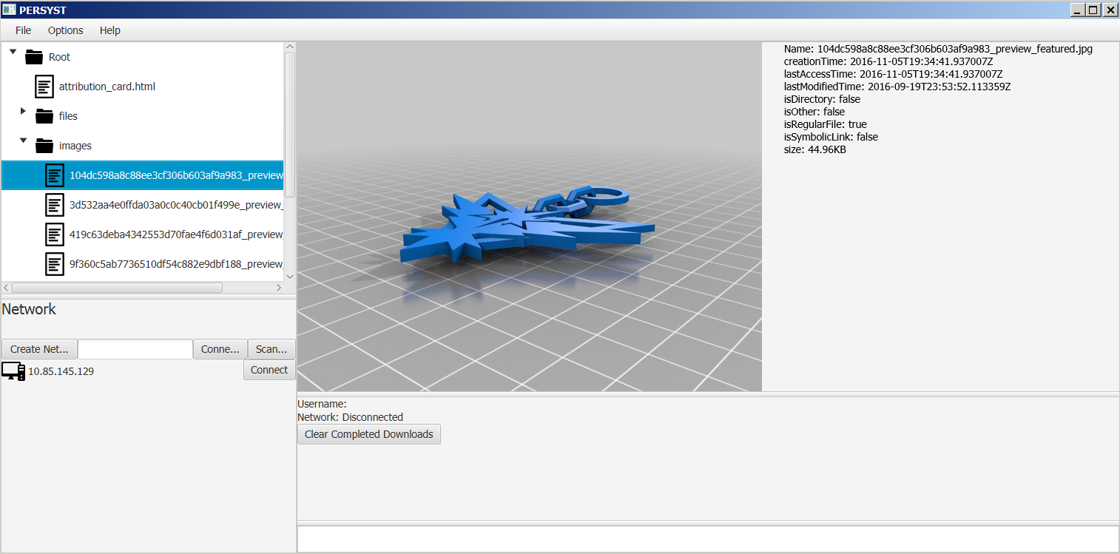 PERSYST
File Options Help
Root
attribution_card.html
files
images
104dc598a8c88ee3cf306b603af9a983_preview
3d532aa4e0ffda03a0c0c40cb01f499e_preview_
419c63deba4342553d70fae4f6d031af_preview
9f360c5ab7736510df54c882e9dbf188_preview_
Network
Create Net... Conne... Scan...
10.85.145.129 Connect
Name: 104dc598a8c88ee3cf306b603af9a983_preview_featured.jpg
creationTime: 2016-11-05T19:34:41.937007Z
lastAccessTime: 2016-11-05T19:34:41.937007Z
lastModifiedTime: 2016-09-19T23:53:52.113359Z
isDirectory: false
isOther: false
isRegularFile: true
isSymbolicLink: false
size: 44.96KB
Username:
Network: Disconnected
Clear Completed Downloads